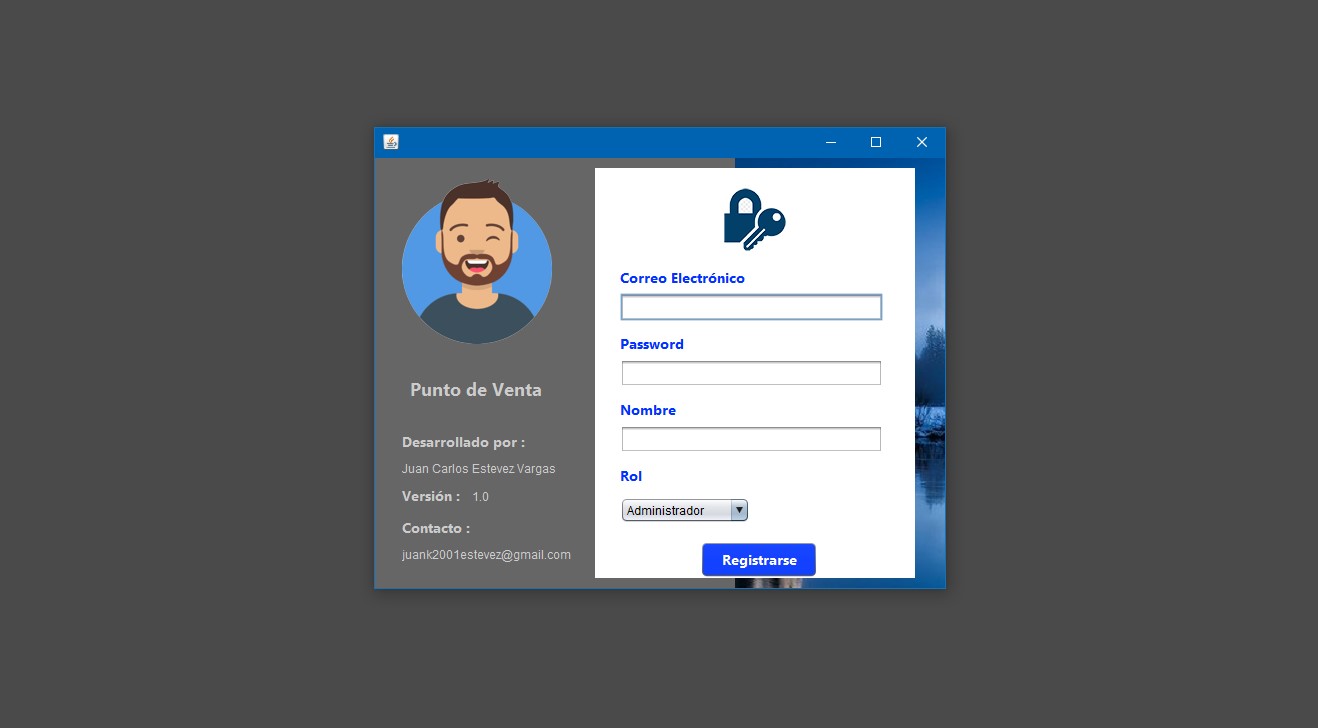 Punto de Venta
Desarrollado por :
Juan Carlos Estevez Vargas
Versión : 1.0
Contacto :
juank2001estevez@gmail.com
Correo Electrónico
Password
Nombre
Rol
Administrador
Registrarse